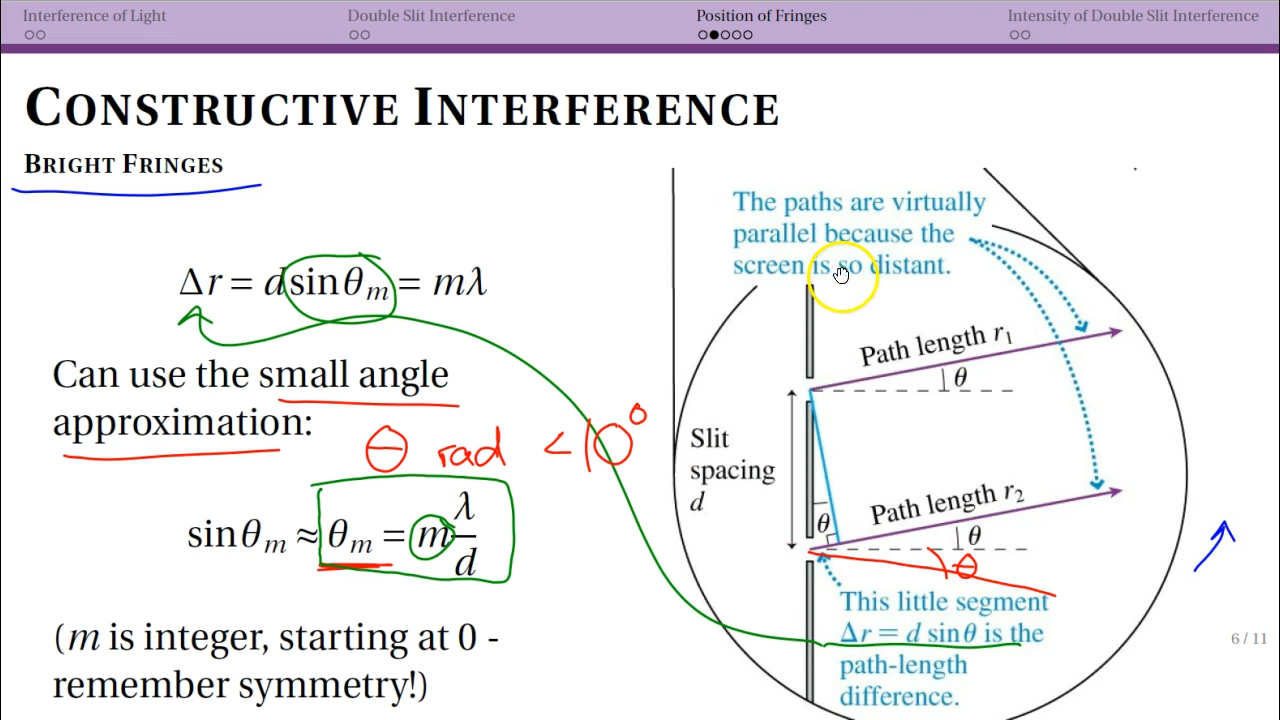 Interference of Light
Double Slit Interference
Position of Fringes
Intensity of Double Slit Interference
CONSTRUCTIVE INTERFERENCE
BRIGHT FRINGES
Δr = d sin θm = mλ
Can use the small angle
approximation:
θ rad < 10°
sin θm ≈ θm = m λ/d
(m is integer, starting at 0 -
remember symmetry!)
The paths are virtually
parallel because the
screen is so distant.
Path length r1
θ
Slit
spacing
d
Path length r2
θ
θ
θ
This little segment
Δr = d sin θ is the
path-length
difference.
6 / 11